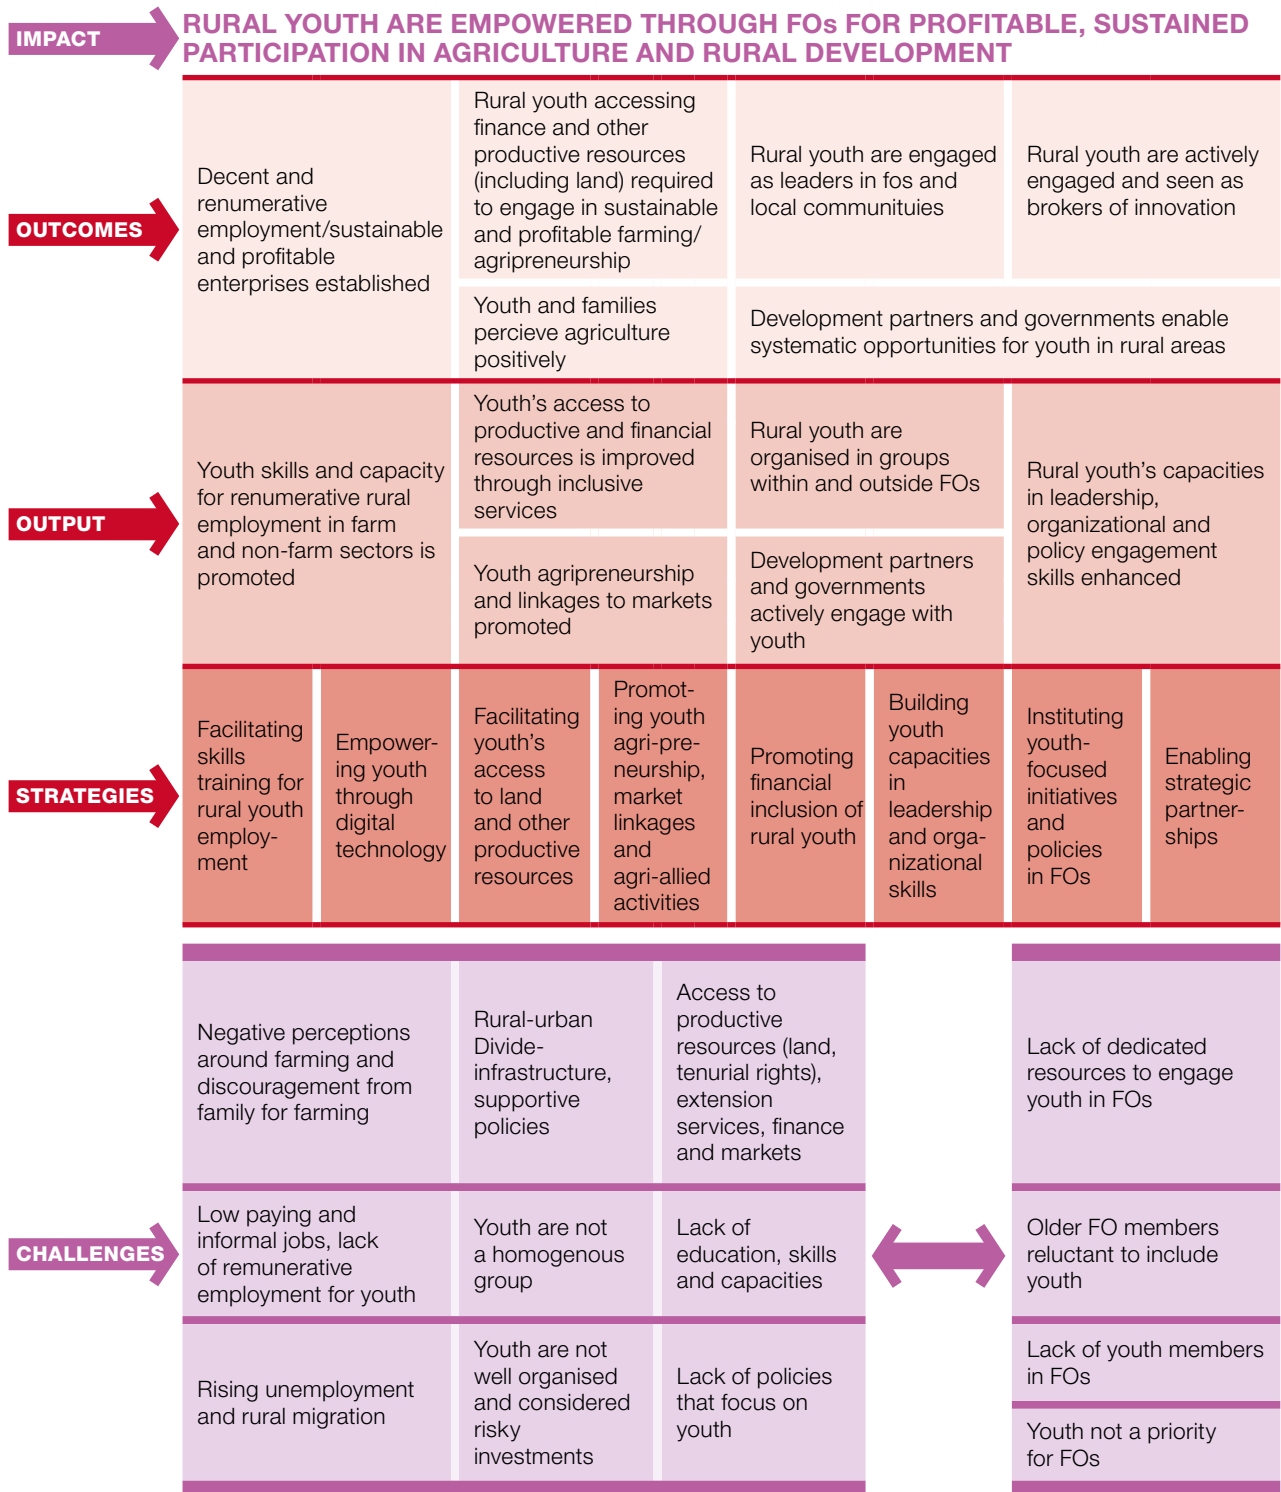 IMPACT
RURAL YOUTH ARE EMPOWERED THROUGH FOs FOR PROFITABLE, SUSTAINED
PARTICIPATION IN AGRICULTURE AND RURAL DEVELOPMENT
OUTCOMES
Decent and
renumerative
employment/sustainable
and profitable
enterprises established
Rural youth accessing
finance and other
productive resources
(including land) required
to engage in sustainable
and profitable farming/
agripreneurship
Rural youth are engaged
as leaders in fos and
local communituies
Rural youth are actively
engaged and seen as
brokers of innovation
Youth and families
percieve agriculture
positively
Development partners and governments enable
systematic opportunities for youth in rural areas
OUTPUT
Youth skills and capacity
for renumerative rural
employment in farm
and non-farm sectors is
promoted
Youth's access to
productive and financial
resources is improved
through inclusive
services
Rural youth are
organised in groups
within and outside FOs
Rural youth's capacities
in leadership,
organizational and
policy engagement
skills enhanced
Youth agripreneurship
and linkages to markets
promoted
Development partners
and governments
actively engage with
youth
STRATEGIES
Facilitating
skills
training for
rural youth
employ-
ment
Empower-
ing youth
through
digital
technology
Facilitating
youth's
access
to land
and other
productive
resources
Promot-
ing youth
agri-pre-
neurship,
market
linkages
and
agri-allied
activities
Promoting
financial
inclusion of
rural youth
Building
youth
capacities
in
leadership
and orga-
nizational
skills
Instituting
youth-
focused
initiatives
and
policies
in FOs
Enabling
strategic
partner-
ships
CHALLENGES
Negative perceptions
around farming and
discouragement from
family for farming
Rural-urban
Divide-
infrastructure,
supportive
policies
Access to
productive
resources (land,
tenurial rights),
extension
services, finance
and markets
Lack of dedicated
resources to engage
youth in FOs
Low paying and
informal jobs, lack
of remunerative
employment for youth
Youth are not
a homogenous
group
Lack of
education, skills
and capacities
Older FO members
reluctant to include
youth
Rising unemployment
and rural migration
Youth are not
well organised
and considered
risky
investments
Lack of policies
that focus on
youth
Lack of youth members
in FOs
Youth not a priority
for FOs